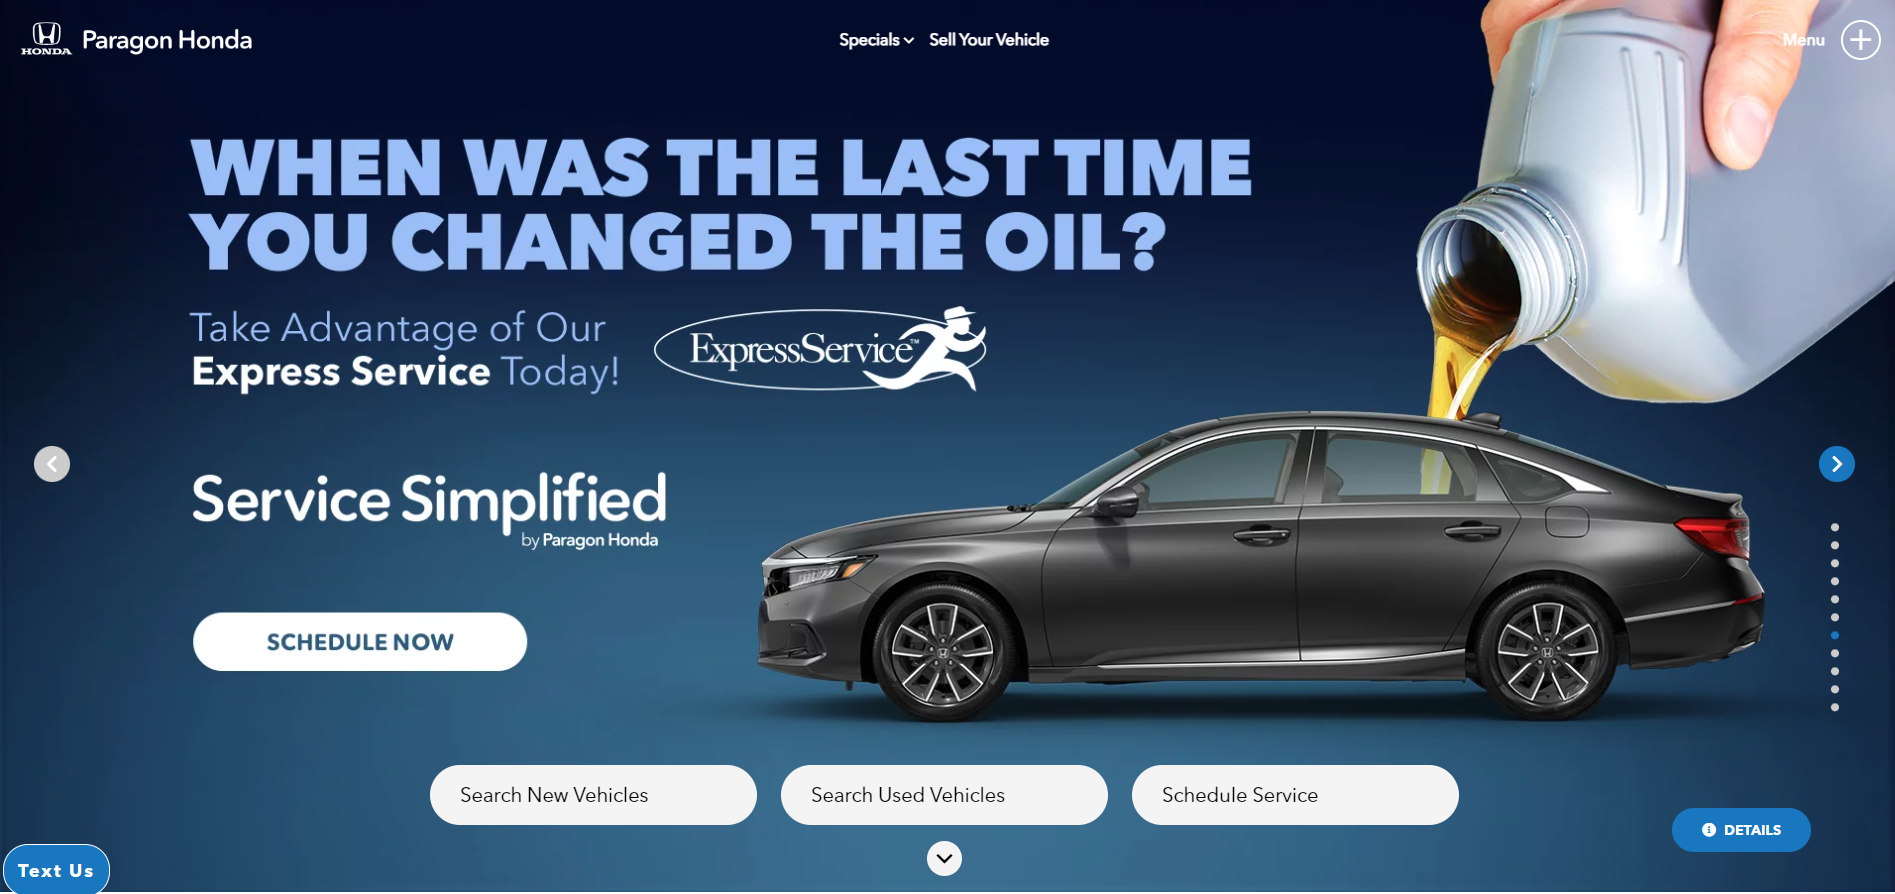 HONDA
Paragon Honda
Specials
Sell Your Vehicle
Menu
WHEN WAS THE LAST TIME
YOU CHANGED THE OIL?
Take Advantage of Our
Express Service Today!
ExpressService™
Service Simplified
by Paragon Honda
SCHEDULE NOW
Search New Vehicles
Search Used Vehicles
Schedule Service
DETAILS
Text Us